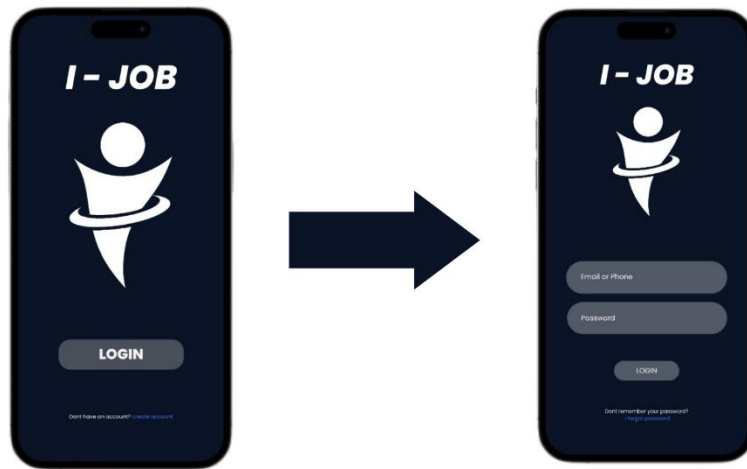 I - JOB
LOGIN
Dont have an account? create account
I - JOB
Email or Phone
Password
LOGIN
Dont remember your password?
I forgot password